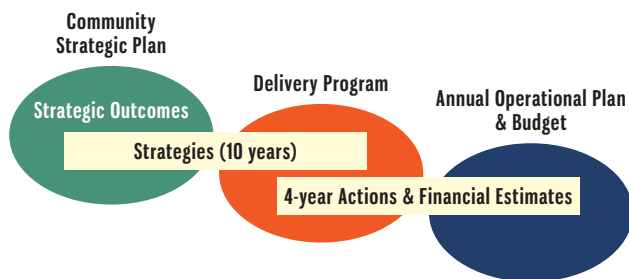 Community
Strategic Plan
Strategic Outcomes
Strategies (10 years)
Delivery Program
4-year Actions & Financial Estimates
Annual Operational Plan
& Budget